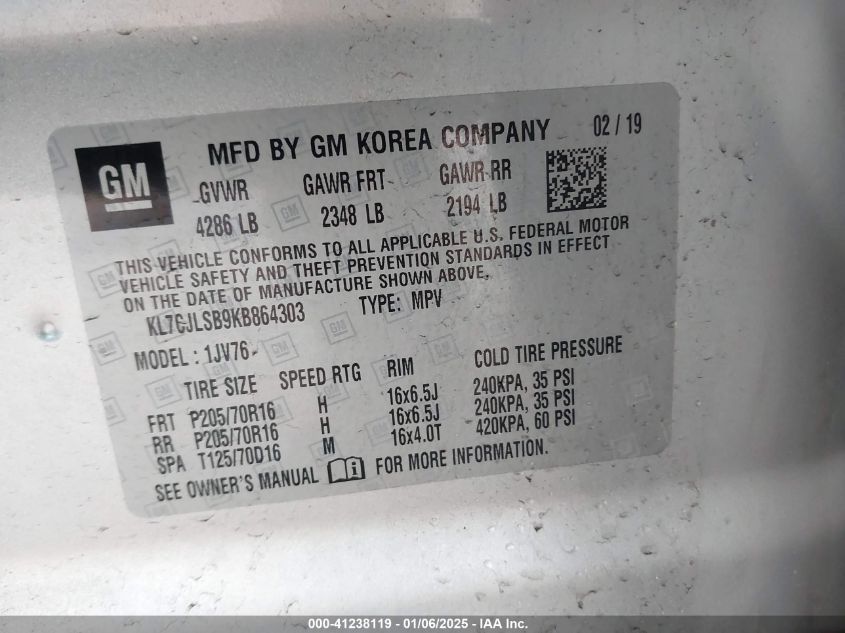 GM
MFD BY GM KOREA COMPANY 02 / 19
GVWR GAWR FRT GAWR RR
4286 LB 2348 LB 2194 LB
THIS VEHICLE CONFORMS TO ALL APPLICABLE U.S. FEDERAL MOTOR
VEHICLE SAFETY AND THEFT PREVENTION STANDARDS IN EFFECT
ON THE DATE OF MANUFACTURE SHOWN ABOVE.
KL7CJLSB9KB864303 TYPE: MPV
MODEL: 1JV76
TIRE SIZE SPEED RTG RIM COLD TIRE PRESSURE
FRT P205/70R16 H 16x6.5J 240KPA, 35 PSI
RR P205/70R16 H 16x6.5J 240KPA, 35 PSI
SPA T125/70D16 M 16x4.0T 420KPA, 60 PSI
SEE OWNER'S MANUAL FOR MORE INFORMATION.
000-41238119 - 01/06/2025 - IAA Inc.